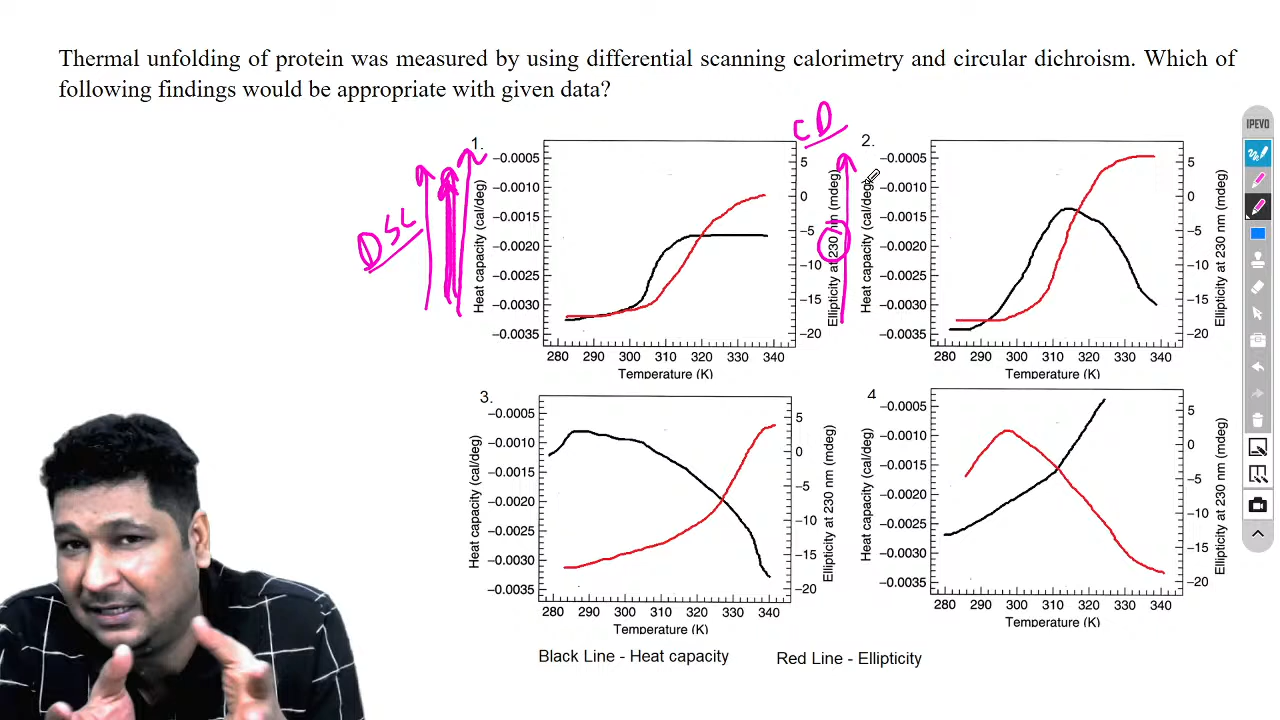 Thermal unfolding of protein was measured by using differential scanning calorimetry and circular dichroism. Which of
following findings would be appropriate with given data?
CD
DSC
IPEVO
1.
−0.0005
−0.0010
−0.0015
−0.0020
−0.0025
−0.0030
−0.0035
Heat capacity (cal/deg)
5
0
−5
−10
−15
−20
Ellipticity at 230 nm (mdeg)
280 290 300 310 320 330 340
Temperature (K)
2.
−0.0005
−0.0010
−0.0015
−0.0020
−0.0025
−0.0030
−0.0035
Heat capacity (cal/deg)
5
0
−5
−10
−15
−20
Ellipticity at 230 nm (mdeg)
280 290 300 310 320 330 340
Temperature (K)
3.
−0.0005
−0.0010
−0.0015
−0.0020
−0.0025
−0.0030
−0.0035
Heat capacity (cal/deg)
5
0
−5
−10
−15
−20
Ellipticity at 230 nm (mdeg)
280 290 300 310 320 330 340
Temperature (K)
4
−0.0005
−0.0010
−0.0015
−0.0020
−0.0025
−0.0030
−0.0035
Heat capacity (cal/deg)
5
0
−5
−10
−15
−20
Ellipticity at 230 nm (mdeg)
280 290 300 310 320 330 340
Temperature (K)
Black Line - Heat capacity
Red Line - Ellipticity